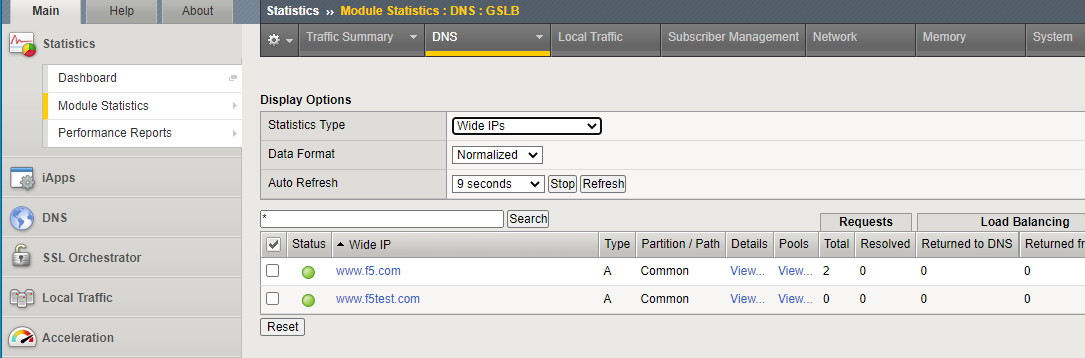 Main Help About
Statistics ›› Module Statistics : DNS : GSLB
Traffic Summary DNS Local Traffic Subscriber Management Network Memory System
Statistics
Dashboard
Module Statistics
Performance Reports
iApps
DNS
SSL Orchestrator
Local Traffic
Acceleration
Display Options
Statistics Type Wide IPs
Data Format Normalized
Auto Refresh 9 seconds Stop Refresh
* Search
Requests Load Balancing
Status Wide IP Type Partition / Path Details Pools Total Resolved Returned to DNS Returned fr
www.f5.com A Common View... View... 2 0 0 0
www.f5test.com A Common View... View... 0 0 0 0
Reset